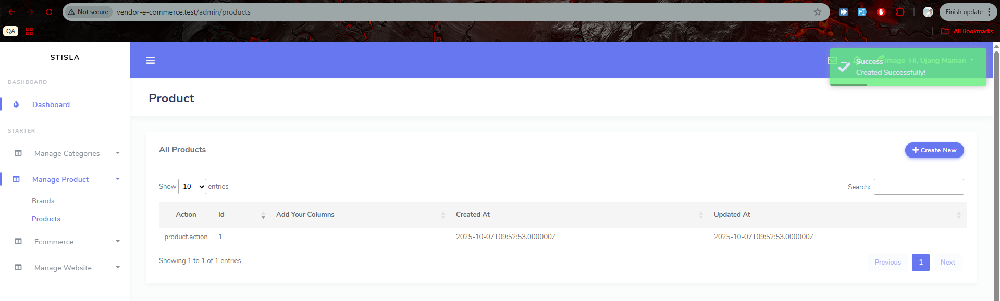 Not secure
vendor-e-commerce.test/admin/products
Finish update
QA
All Bookmarks
STISLA
DASHBOARD
Dashboard
STARTER
Manage Categories
Manage Product
Brands
Products
Ecommerce
Manage Website
image Hi, Ujang Maman
Success
Created Successfully!
Product
All Products
Create New
Show 10 entries
Search:
Action Id Add Your Columns Created At Updated At
product.action 1 2025-10-07T09:52:53.000000Z 2025-10-07T09:52:53.000000Z
Showing 1 to 1 of 1 entries
Previous 1 Next